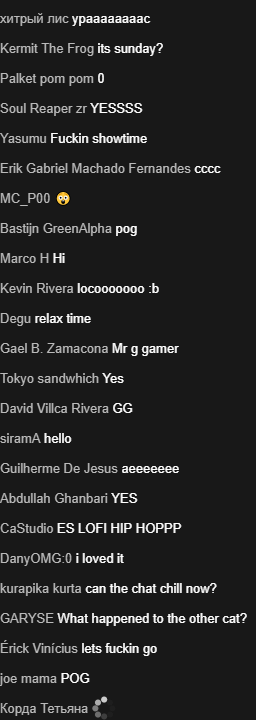 хитрый лис ураааааааас
Kermit The Frog its sunday?
Palket pom pom 0
Soul Reaper zr YESSSS
Yasumu Fuckin showtime
Erik Gabriel Machado Fernandes cccc
MC_P00 😲
Bastijn GreenAlpha pog
Marco H Hi
Kevin Rivera locooooooo :b
Degu relax time
Gael B. Zamacona Mr g gamer
Tokyo sandwhich Yes
David Villca Rivera GG
siramA hello
Guilherme De Jesus aeeeeeee
Abdullah Ghanbari YES
CaStudio ES LOFI HIP HOPPP
DanyOMG:0 i loved it
kurapika kurta can the chat chill now?
GARYSE What happened to the other cat?
Érick Vinícius lets fuckin go
joe mama POG
Корда Тетьяна